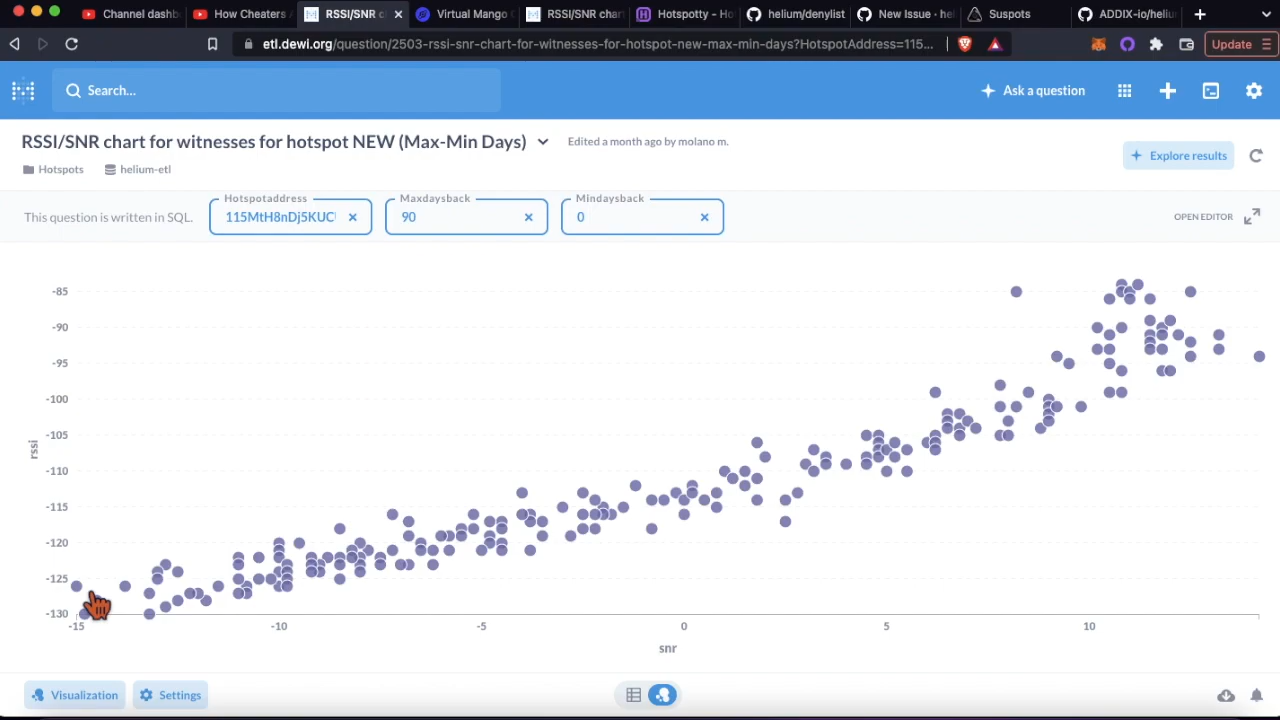 Channel dashb
How Cheaters /
RSSI/SNR c
Virtual Mango
RSSI/SNR char
Hotspotty - Ho
helium/denylist
New Issue · he
Suspots
ADDIX-io/heliu
etl.dewi.org/question/2503-rssi-snr-chart-for-witnesses-for-hotspot-new-max-min-days?HotspotAddress=115...
Update
Search...
Ask a question
RSSI/SNR chart for witnesses for hotspot NEW (Max-Min Days)
Edited a month ago by molano m.
Hotspots
helium-etl
Explore results
This question is written in SQL.
Hotspotaddress
115MtH8nDj5KUC
Maxdaysback
90
Mindaysback
0
OPEN EDITOR
-85
-90
-95
-100
-105
-110
-115
-120
-125
-130
rssi
-15
-10
-5
0
5
10
snr
Visualization
Settings